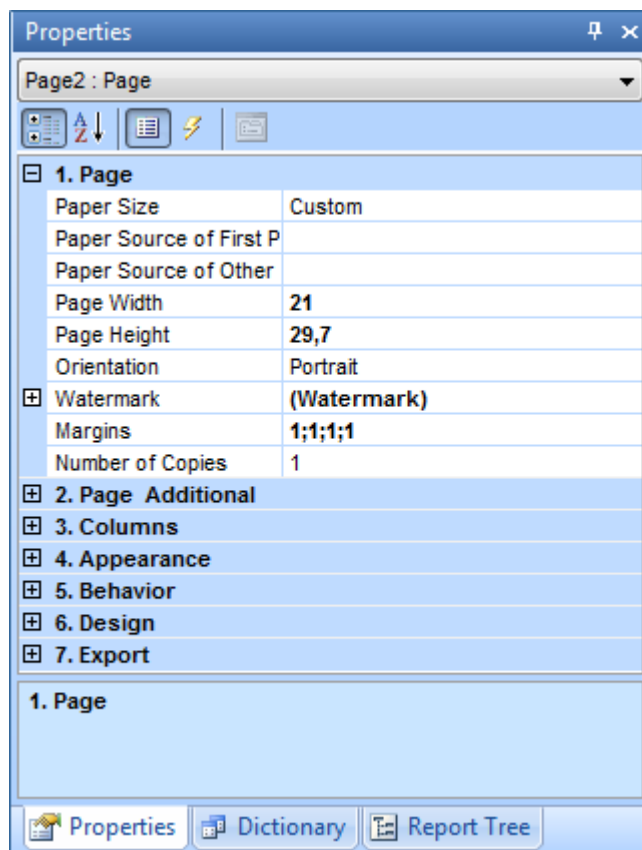 Properties
Page2 : Page
A
Z
1. Page
Paper Size Custom
Paper Source of First P
Paper Source of Other
Page Width 21
Page Height 29,7
Orientation Portrait
Watermark (Watermark)
Margins 1;1;1;1
Number of Copies 1
2. Page Additional
3. Columns
4. Appearance
5. Behavior
6. Design
7. Export
1. Page
Properties Dictionary Report Tree